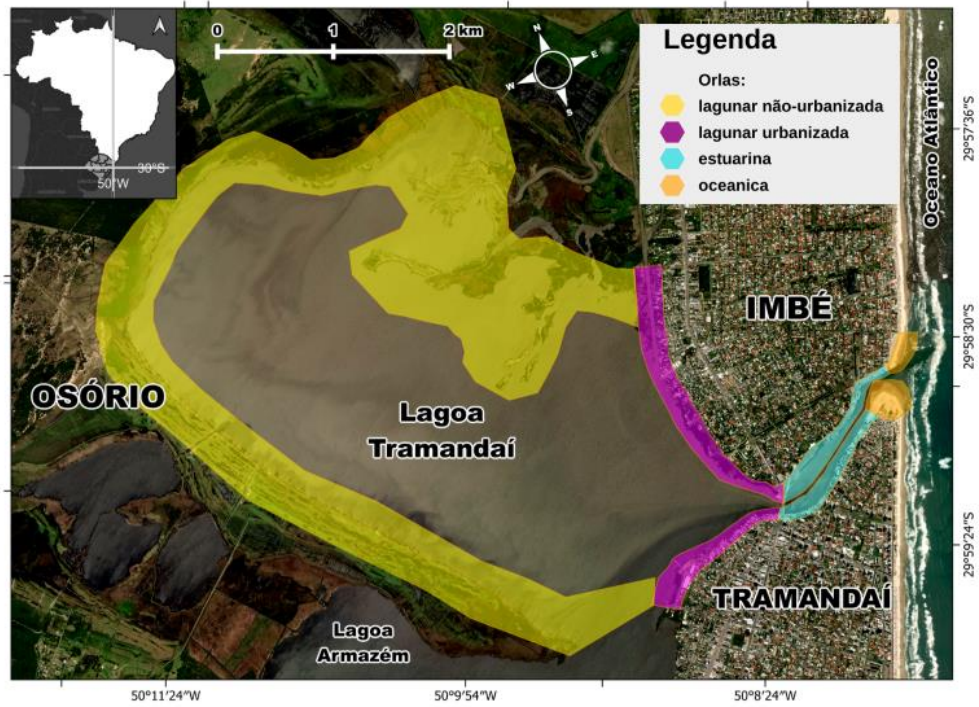 30°S
50°W
0 1 2 km
N
E
W
S
Legenda
Orlas:
lagunar não-urbanizada
lagunar urbanizada
estuarina
oceanica
Oceano Atlântico
29°57'36"S
IMBÉ
29°58'30"S
OSÓRIO
Lagoa
Tramandaí
29°59'24"S
TRAMANDAÍ
Lagoa
Armazém
50°11'24"W
50°9'54"W
50°8'24"W